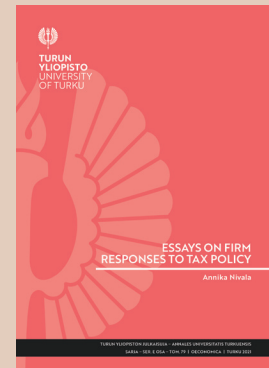 TURUN
YLIOPISTO
UNIVERSITY
OF TURKU
ESSAYS ON FIRM
RESPONSES TO TAX POLICY
Annika Nivala
TURUN YLIOPISTON JULKAISUJA – ANNALES UNIVERSITATIS TURKUENSIS
SARJA – SER. E OSA – TOM. 79 | OECONOMICA | TURKU 2021